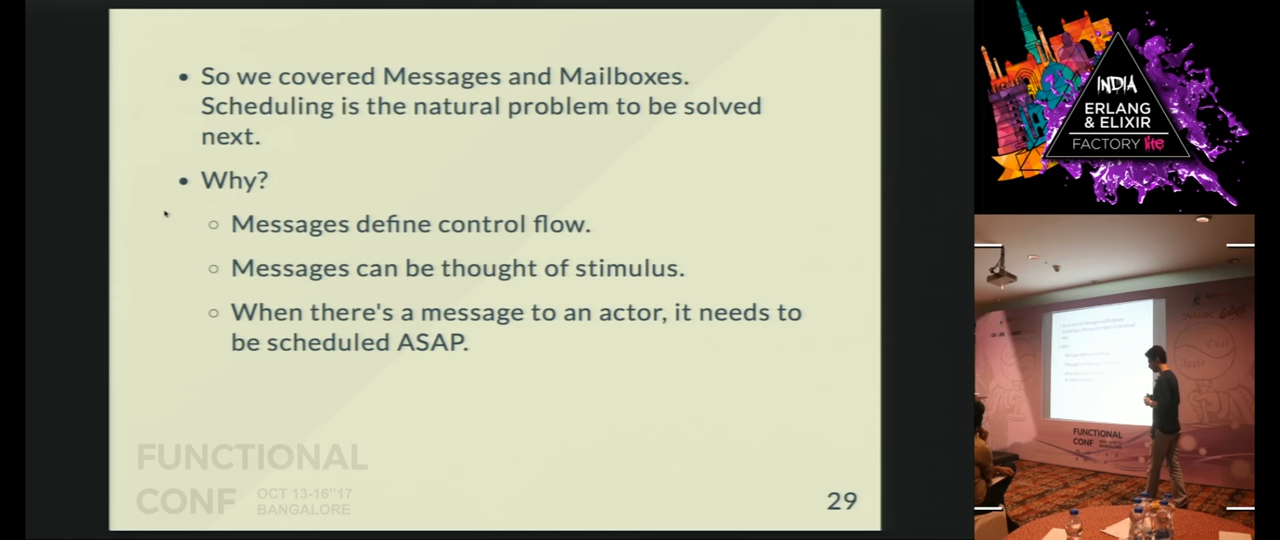 So we covered Messages and Mailboxes.
Scheduling is the natural problem to be solved
next.
Why?
Messages define control flow.
Messages can be thought of stimulus.
When there's a message to an actor, it needs to
be scheduled ASAP.
FUNCTIONAL
CONF OCT 13-16"17
BANGALORE
29
INDIA
ERLANG
& ELIXIR
FACTORY lite
FUNCTIONAL
CONF